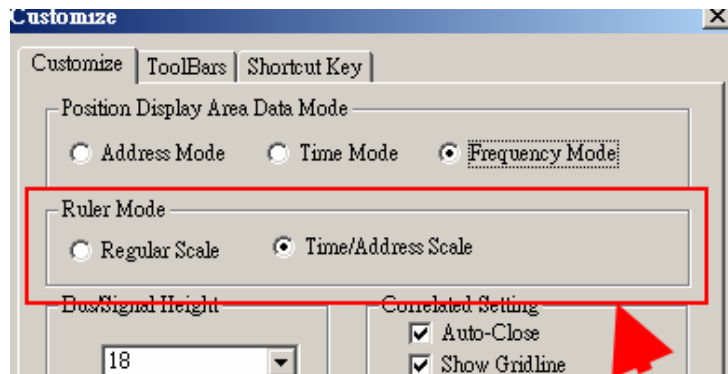 Customize
Customize ToolBars Shortcut Key
Position Display Area Data Mode
Address Mode Time Mode Frequency Mode
Ruler Mode
Regular Scale Time/Address Scale
Bus/Signal Height Correlated Setting
Auto-Close
18 Show Gridline